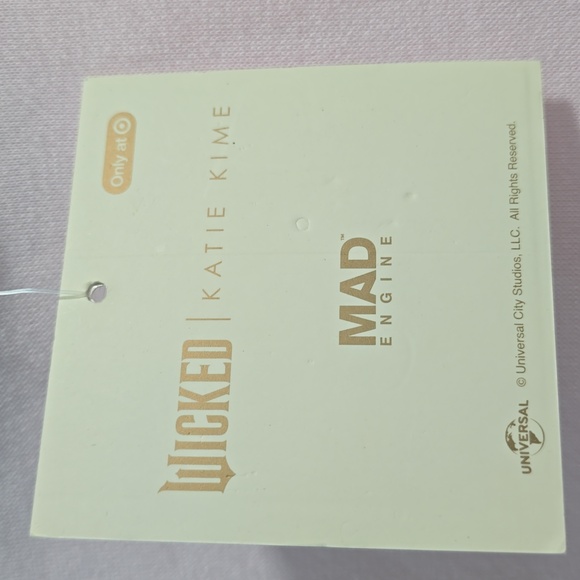 Only at
WICKED | KATIE KIME
MAD™
ENGINE
UNIVERSAL © Universal City Studios, LLC. All Rights Reserved.